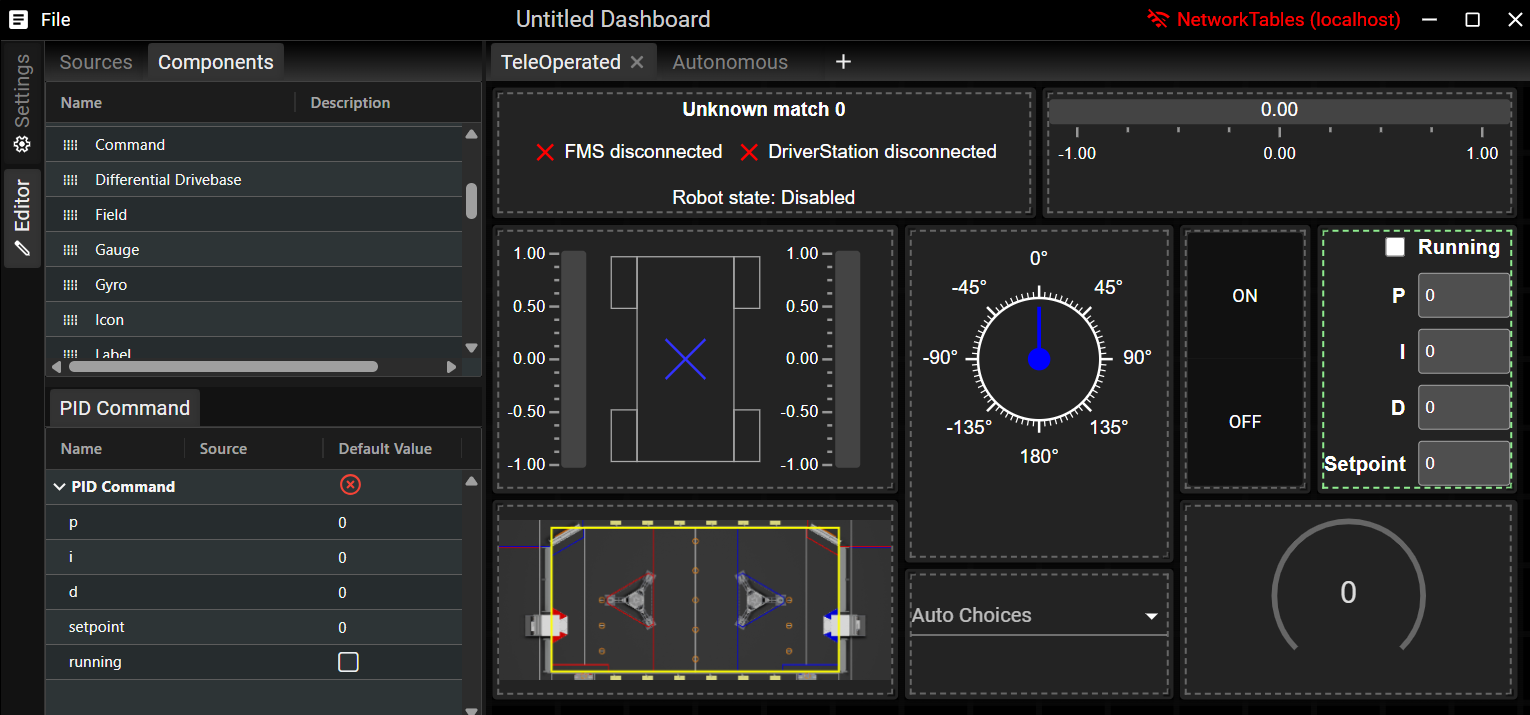 File
Untitled Dashboard
NetworkTables (localhost)
Settings
Editor
Sources
Components
Name
Description
Command
Differential Drivebase
Field
Gauge
Gyro
Icon
Label
PID Command
Name
Source
Default Value
PID Command
p
0
i
0
d
0
setpoint
0
running
TeleOperated
Autonomous
+
Unknown match 0
FMS disconnected
DriverStation disconnected
Robot state: Disabled
0.00
-1.00
0.00
1.00
1.00
0.50
0.00
-0.50
-1.00
1.00
0.50
0.00
-0.50
-1.00
0°
-45°
45°
-90°
90°
-135°
135°
180°
ON
OFF
Running
P
0
I
0
D
0
Setpoint
0
Auto Choices
0